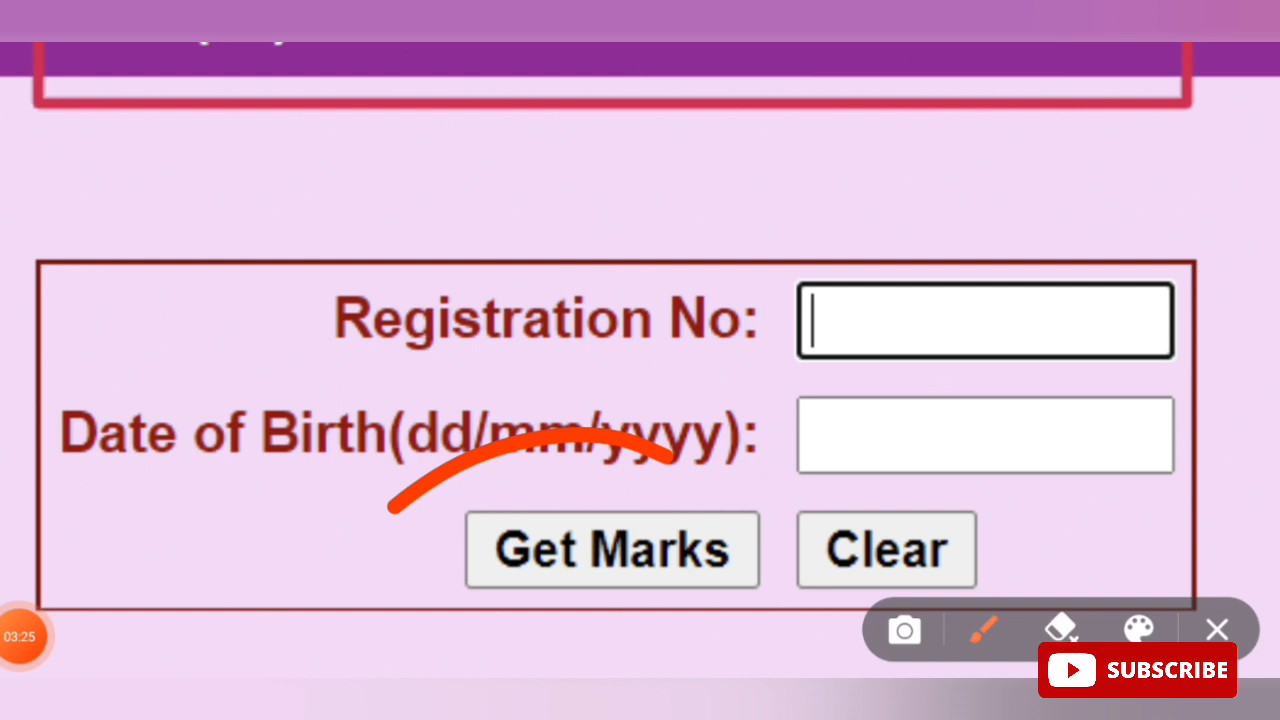 Registration No:
Date of Birth(dd/mm/yyyy):
Get Marks
Clear
03:25
SUBSCRIBE